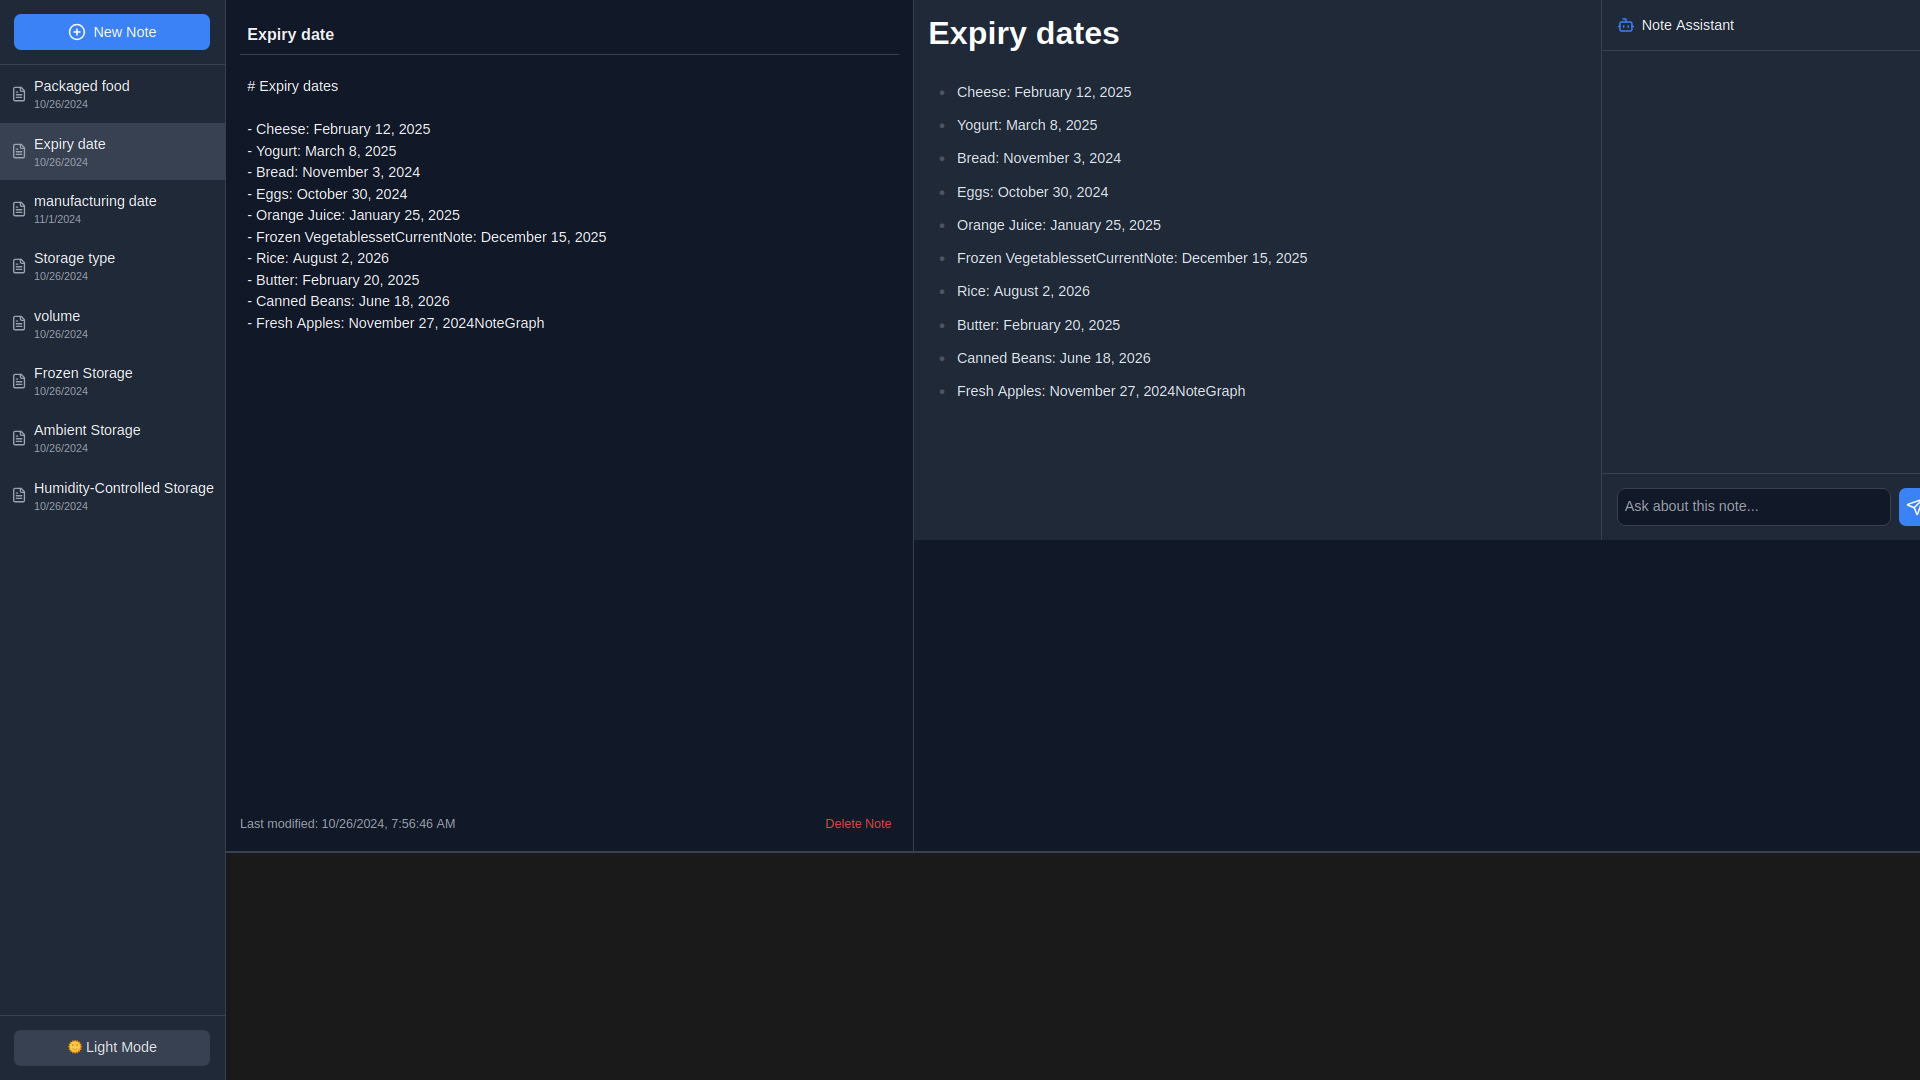 New Note
Packaged food
10/26/2024
Expiry date
10/26/2024
manufacturing date
11/1/2024
Storage type
10/26/2024
volume
10/26/2024
Frozen Storage
10/26/2024
Ambient Storage
10/26/2024
Humidity-Controlled Storage
10/26/2024
🌞 Light Mode
Expiry date
# Expiry dates
- Cheese: February 12, 2025
- Yogurt: March 8, 2025
- Bread: November 3, 2024
- Eggs: October 30, 2024
- Orange Juice: January 25, 2025
- Frozen VegetablessetCurrentNote: December 15, 2025
- Rice: August 2, 2026
- Butter: February 20, 2025
- Canned Beans: June 18, 2026
- Fresh Apples: November 27, 2024NoteGraph
Last modified: 10/26/2024, 7:56:46 AM
Delete Note
Expiry dates
• Cheese: February 12, 2025
• Yogurt: March 8, 2025
• Bread: November 3, 2024
• Eggs: October 30, 2024
• Orange Juice: January 25, 2025
• Frozen VegetablessetCurrentNote: December 15, 2025
• Rice: August 2, 2026
• Butter: February 20, 2025
• Canned Beans: June 18, 2026
• Fresh Apples: November 27, 2024NoteGraph
Note Assistant
Ask about this note...